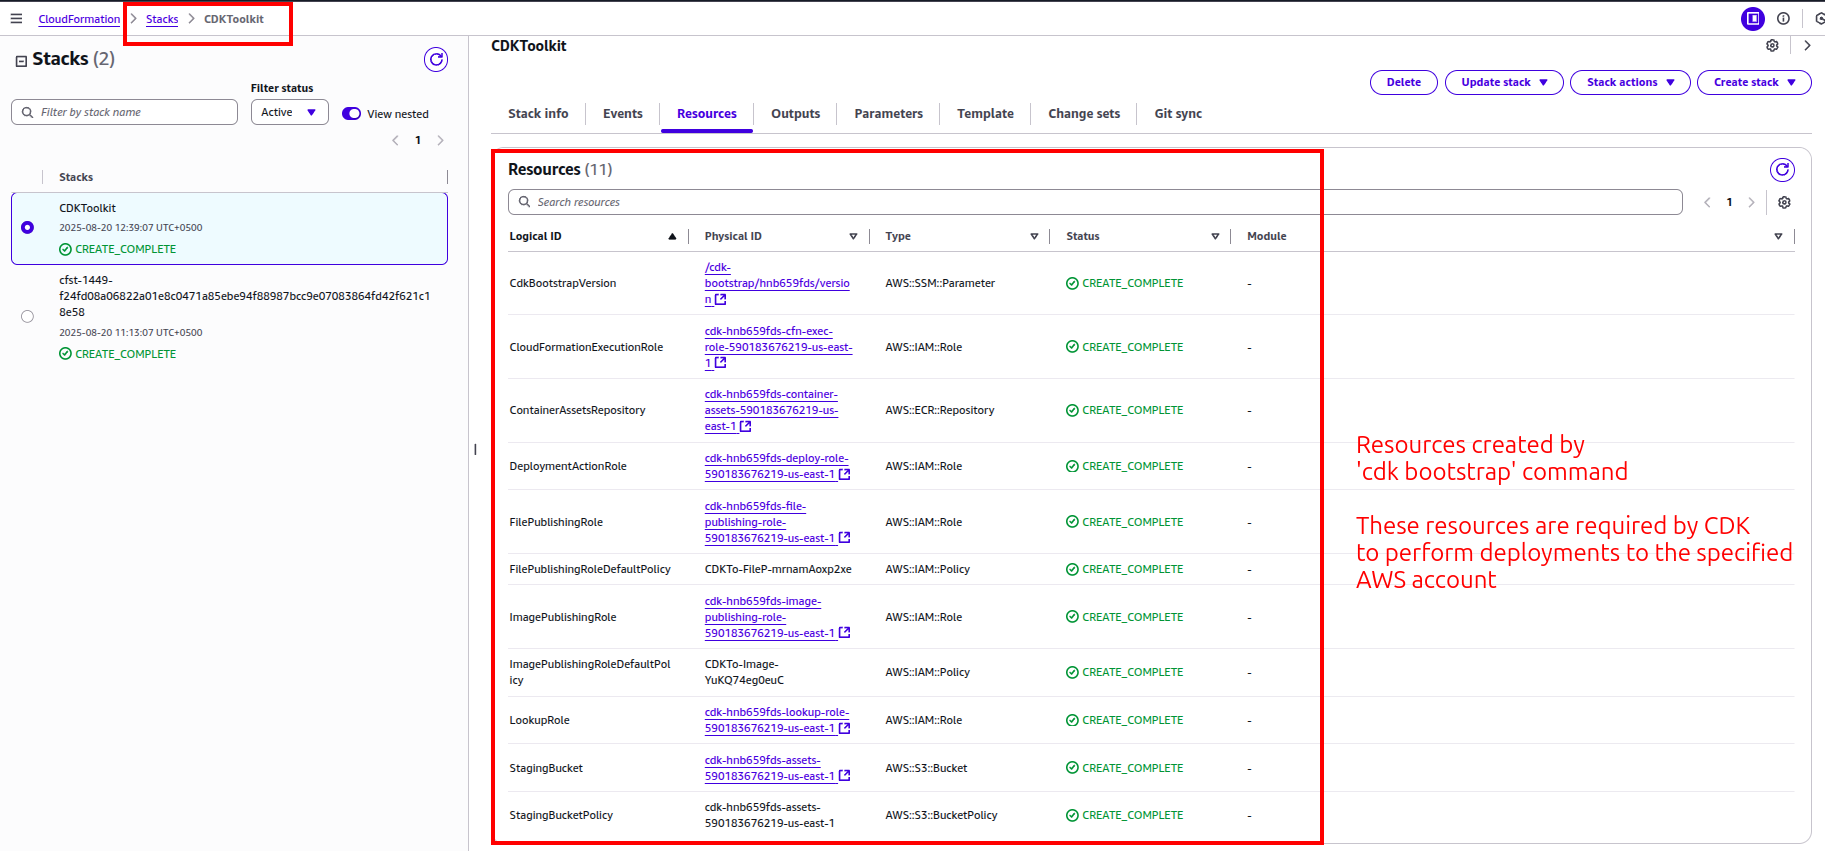 CloudFormation > Stacks > CDKToolkit
Stacks (2)
Filter status
Filter by stack name
Active
View nested
1
Stacks
CDKToolkit
2025-08-20 12:39:07 UTC+0500
CREATE_COMPLETE
cfst-1449-
f24fd08a06822a01e8c0471a85ebe94f88987bcc9e07083864fd42f621c1
8e58
2025-08-20 11:13:07 UTC+0500
CREATE_COMPLETE
CDKToolkit
Delete Update stack Stack actions Create stack
Stack info Events Resources Outputs Parameters Template Change sets Git sync
Resources (11)
Search resources
1
Logical ID Physical ID Type Status Module
CdkBootstrapVersion
/cdk-
bootstrap/hnb659fds/versio
n
AWS::SSM::Parameter
CREATE_COMPLETE
-
CloudFormationExecutionRole
cdk-hnb659fds-cfn-exec-
role-590183676219-us-east-
1
AWS::IAM::Role
CREATE_COMPLETE
-
ContainerAssetsRepository
cdk-hnb659fds-container-
assets-590183676219-us-
east-1
AWS::ECR::Repository
CREATE_COMPLETE
-
DeploymentActionRole
cdk-hnb659fds-deploy-role-
590183676219-us-east-1
AWS::IAM::Role
CREATE_COMPLETE
-
FilePublishingRole
cdk-hnb659fds-file-
publishing-role-
590183676219-us-east-1
AWS::IAM::Role
CREATE_COMPLETE
-
FilePublishingRoleDefaultPolicy
CDKTo-FileP-mrnamAoxp2xe
AWS::IAM::Policy
CREATE_COMPLETE
-
ImagePublishingRole
cdk-hnb659fds-image-
publishing-role-
590183676219-us-east-1
AWS::IAM::Role
CREATE_COMPLETE
-
ImagePublishingRoleDefaultPol
icy
CDKTo-Image-
YuKQ74eg0euC
AWS::IAM::Policy
CREATE_COMPLETE
-
LookupRole
cdk-hnb659fds-lookup-role-
590183676219-us-east-1
AWS::IAM::Role
CREATE_COMPLETE
-
StagingBucket
cdk-hnb659fds-assets-
590183676219-us-east-1
AWS::S3::Bucket
CREATE_COMPLETE
-
StagingBucketPolicy
cdk-hnb659fds-assets-
590183676219-us-east-1
AWS::S3::BucketPolicy
CREATE_COMPLETE
-
Resources created by
'cdk bootstrap' command
These resources are required by CDK
to perform deployments to the specified
AWS account